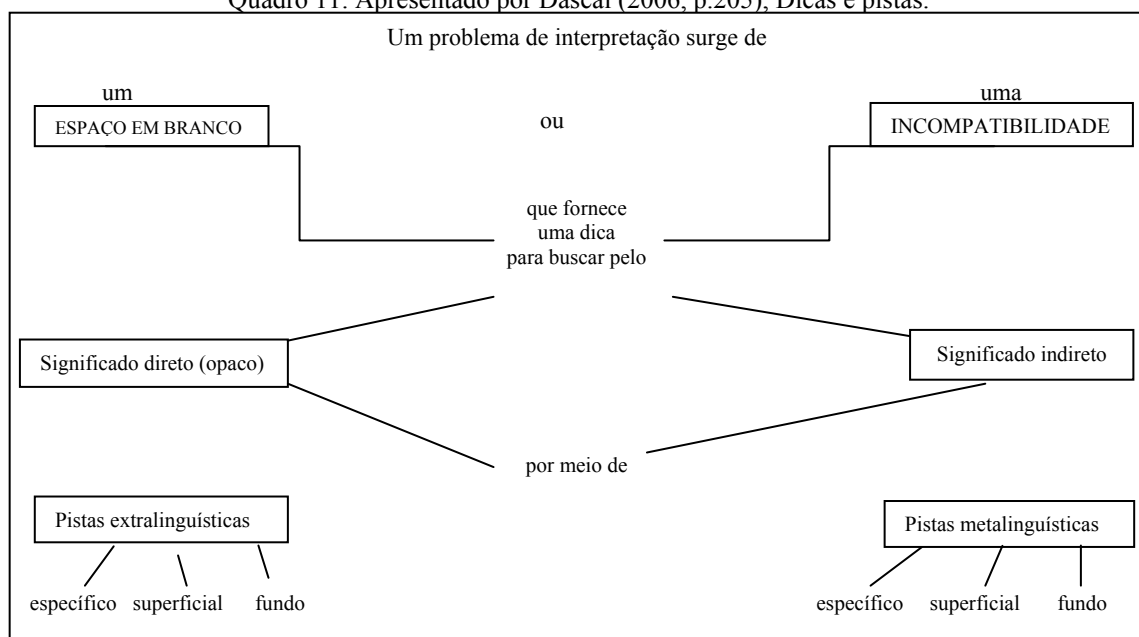 Quadro 11: Apresentado por Dascal (2006, p.205), Dicas e pistas.
Um problema de interpretação surge de
um
uma
ESPAÇO EM BRANCO
ou
INCOMPATIBILIDADE
que fornece
uma dica
para buscar pelo
Significado direto (opaco)
Significado indireto
por meio de
Pistas extralinguísticas
Pistas metalinguísticas
específico superficial fundo
específico superficial fundo